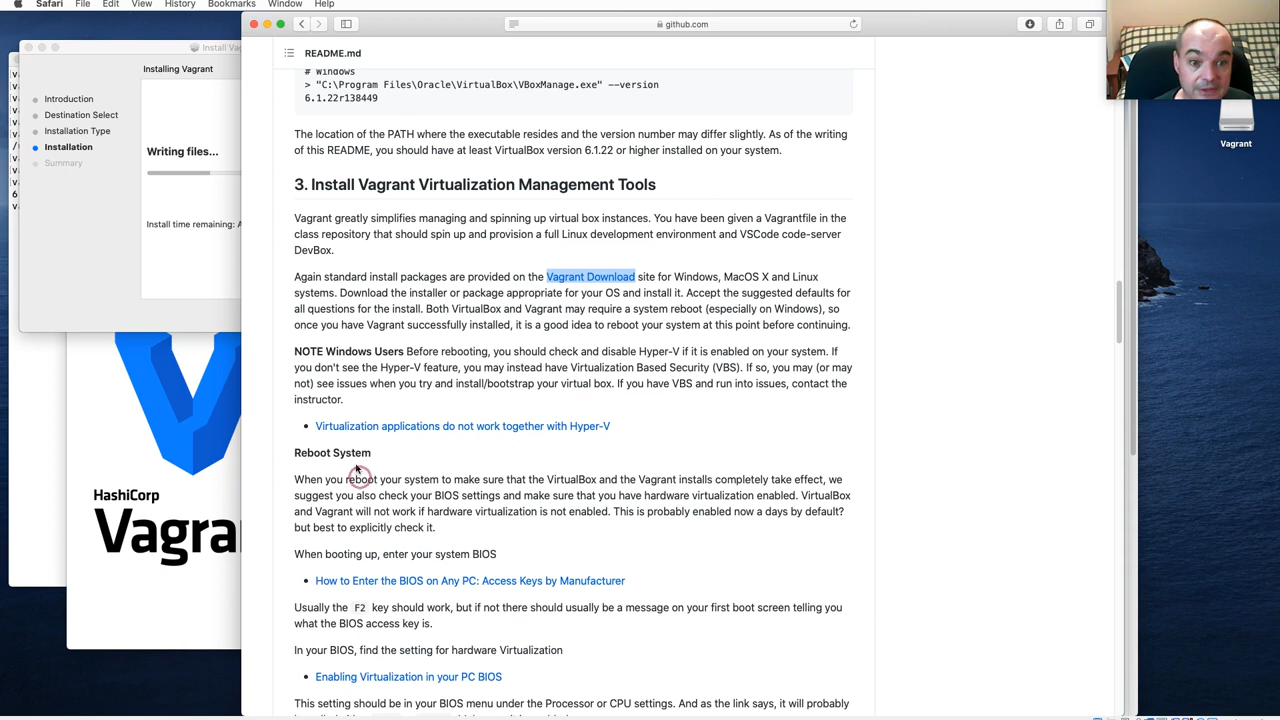 Safari File Edit View History Bookmarks Window Help
github.com
Install Vag
Installing Vagrant
Introduction
Destination Select
Installation Type
Installation
Summary
Writing files...
Install time remaining: A
HashiCorp
Vagra
README.md
# Windows
> "C:\Program Files\Oracle\VirtualBox\VBoxManage.exe" --version
6.1.22r138449
The location of the PATH where the executable resides and the version number may differ slightly. As of the writing
of this README, you should have at least VirtualBox version 6.1.22 or higher installed on your system.
3. Install Vagrant Virtualization Management Tools
Vagrant greatly simplifies managing and spinning up virtual box instances. You have been given a Vagrantfile in the
class repository that should spin up and provision a full Linux development environment and VSCode code-server
DevBox.
Again standard install packages are provided on the Vagrant Download site for Windows, MacOS X and Linux
systems. Download the installer or package appropriate for your OS and install it. Accept the suggested defaults for
all questions for the install. Both VirtualBox and Vagrant may require a system reboot (especially on Windows), so
once you have Vagrant successfully installed, it is a good idea to reboot your system at this point before continuing.
NOTE Windows Users Before rebooting, you should check and disable Hyper-V if it is enabled on your system. If
you don't see the Hyper-V feature, you may instead have Virtualization Based Security (VBS). If so, you may (or may
not) see issues when you try and install/bootstrap your virtual box. If you have VBS and run into issues, contact the
instructor.
• Virtualization applications do not work together with Hyper-V
Reboot System
When you reboot your system to make sure that the VirtualBox and the Vagrant installs completely take effect, we
suggest you also check your BIOS settings and make sure that you have hardware virtualization enabled. VirtualBox
and Vagrant will not work if hardware virtualization is not enabled. This is probably enabled now a days by default?
but best to explicitly check it.
When booting up, enter your system BIOS
• How to Enter the BIOS on Any PC: Access Keys by Manufacturer
Usually the F2 key should work, but if not there should usually be a message on your first boot screen telling you
what the BIOS access key is.
In your BIOS, find the setting for hardware Virtualization
• Enabling Virtualization in your PC BIOS
This setting should be in your BIOS menu under the Processor or CPU settings. And as the link says, it will probably
Vagrant